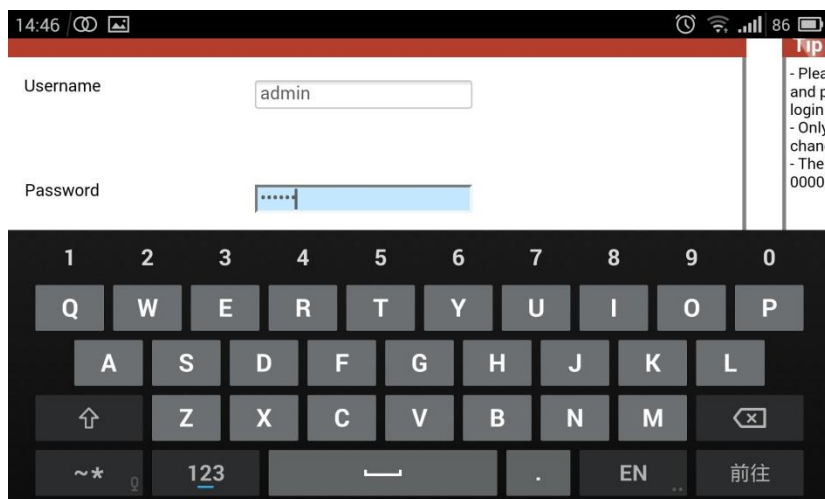 14:46
86
Tip
Username
admin
- Plea
and p
login
- Only
chan
- The
0000
Password
••••••
1 2 3 4 5 6 7 8 9 0
Q W E R T Y U I O P
A S D F G H J K L
Z X C V B N M
~* 123 . EN 前往